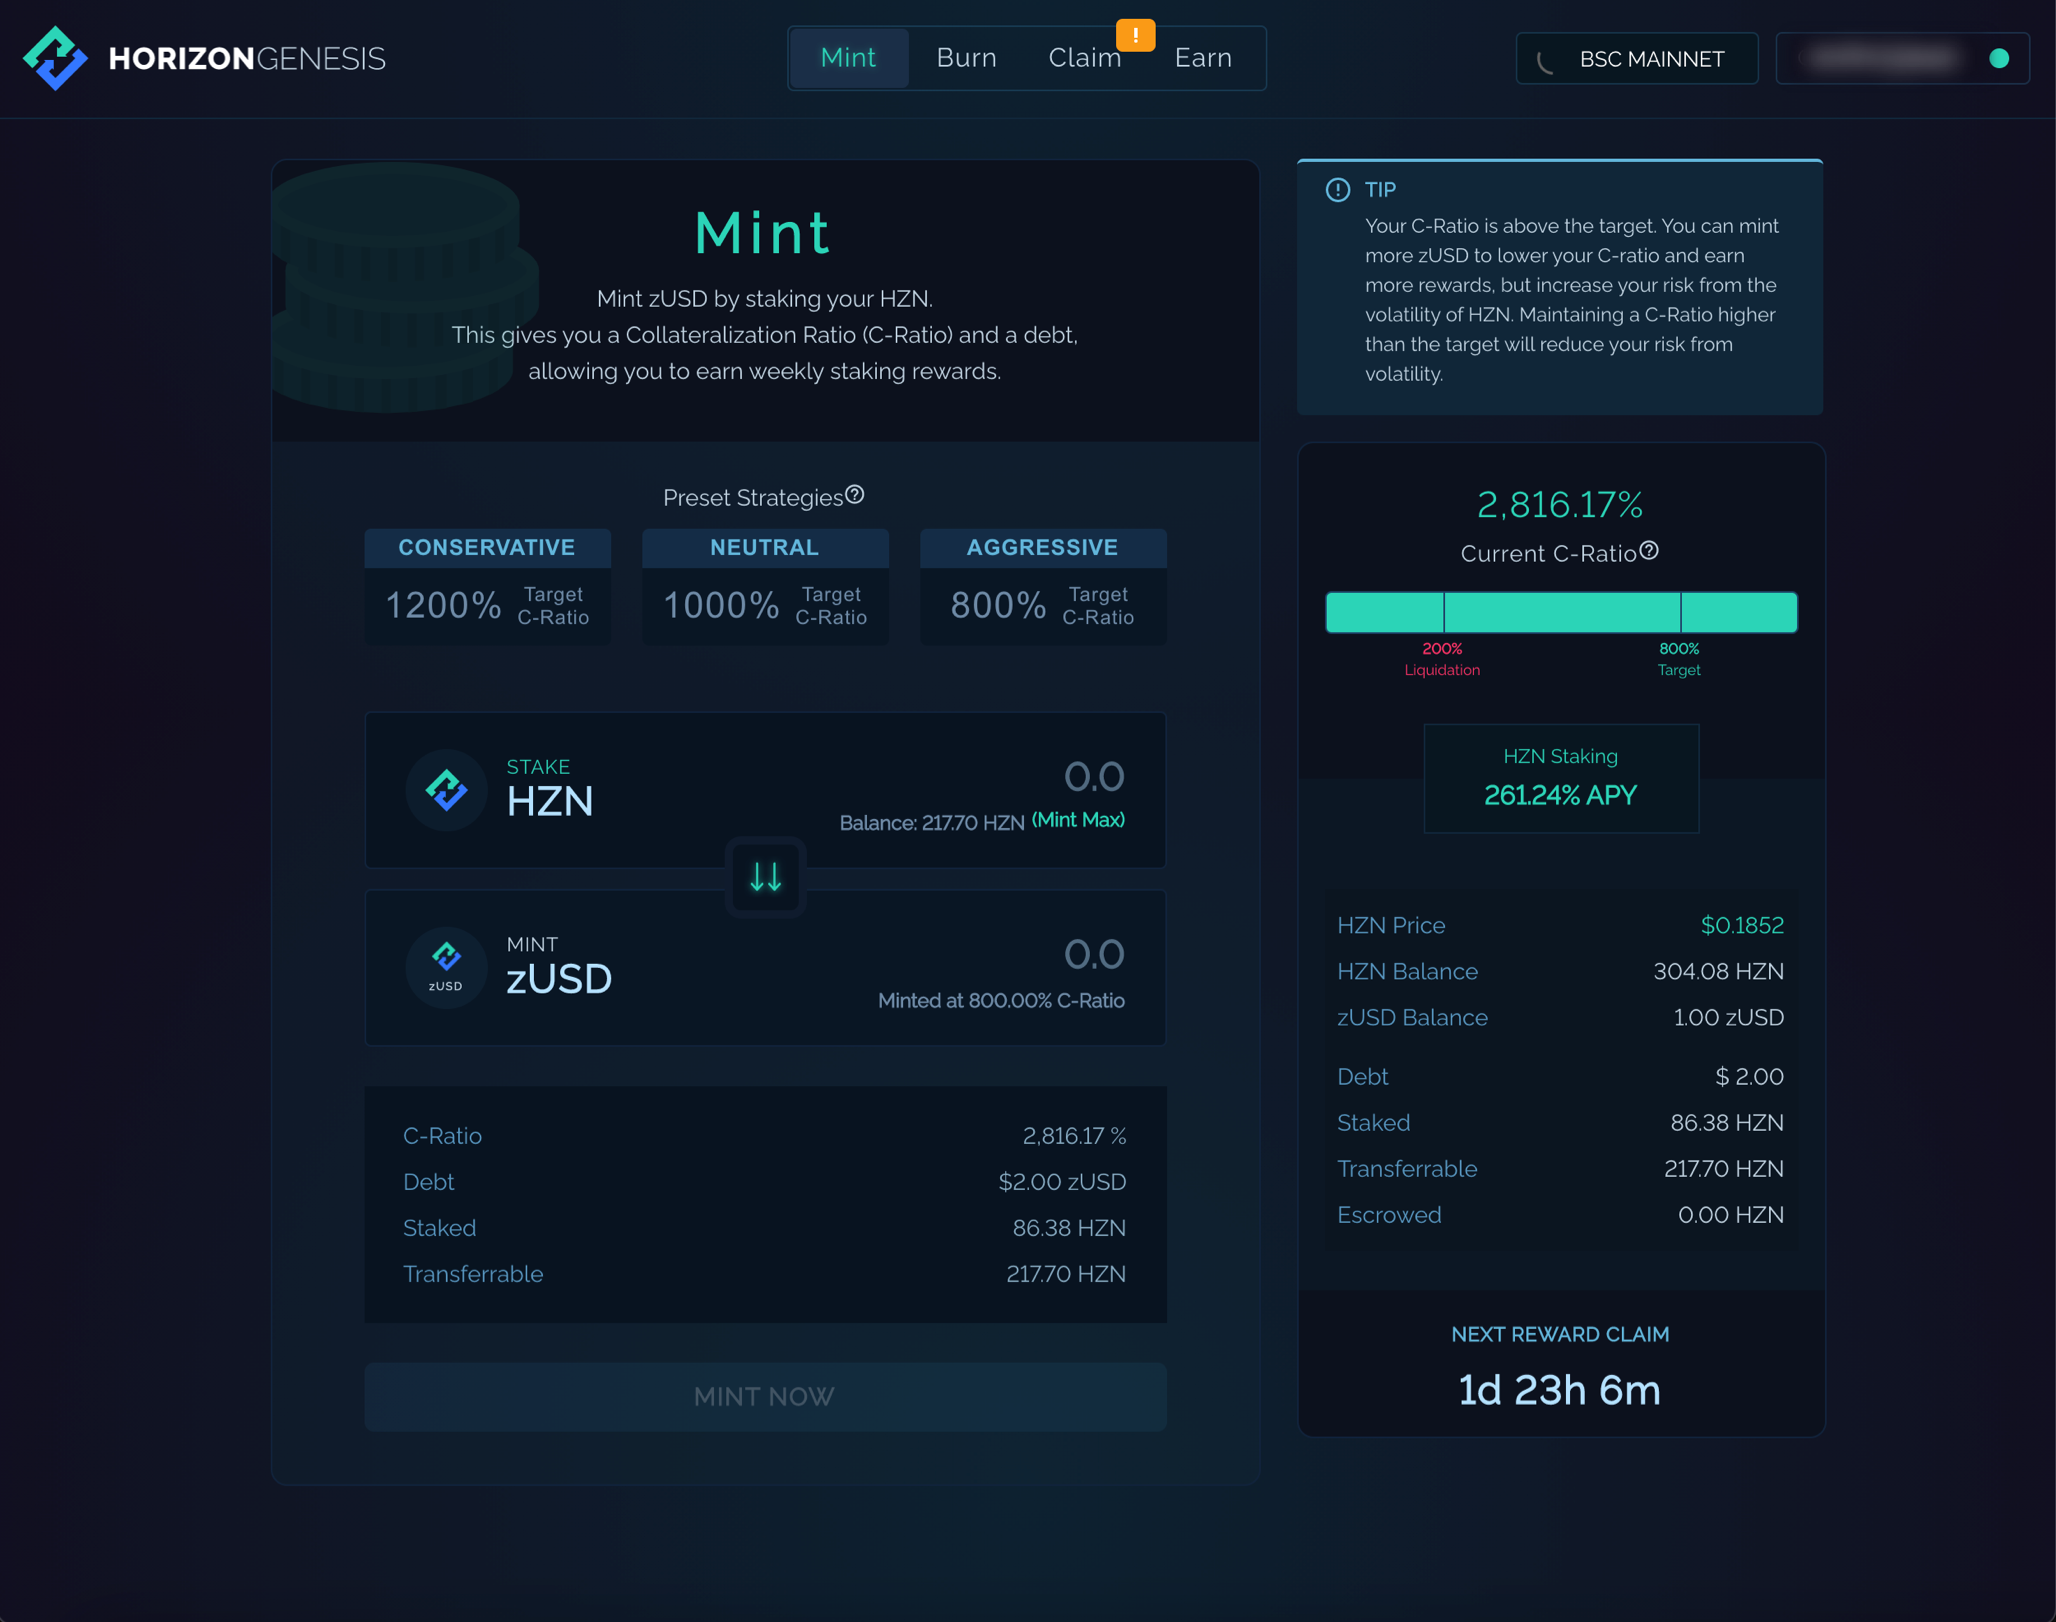 HORIZONGENESIS
Mint
Burn
Claim
!
Earn
BSC MAINNET
Mint
Mint zUSD by staking your HZN.
This gives you a Collateralization Ratio (C-Ratio) and a debt,
allowing you to earn weekly staking rewards.
Preset Strategies?
CONSERVATIVE
1200% Target
C-Ratio
NEUTRAL
1000% Target
C-Ratio
AGGRESSIVE
800% Target
C-Ratio
STAKE
HZN
0.0
Balance: 217.70 HZN (Mint Max)
zUSD
MINT
zUSD
0.0
Minted at 800.00% C-Ratio
C-Ratio 2,816.17 %
Debt $2.00 zUSD
Staked 86.38 HZN
Transferrable 217.70 HZN
MINT NOW
! TIP
Your C-Ratio is above the target. You can mint
more zUSD to lower your C-ratio and earn
more rewards, but increase your risk from the
volatility of HZN. Maintaining a C-Ratio higher
than the target will reduce your risk from
volatility.
2,816.17%
Current C-Ratio?
200%
Liquidation
800%
Target
HZN Staking
261.24% APY
HZN Price $0.1852
HZN Balance 304.08 HZN
zUSD Balance 1.00 zUSD
Debt $ 2.00
Staked 86.38 HZN
Transferrable 217.70 HZN
Escrowed 0.00 HZN
NEXT REWARD CLAIM
1d 23h 6m